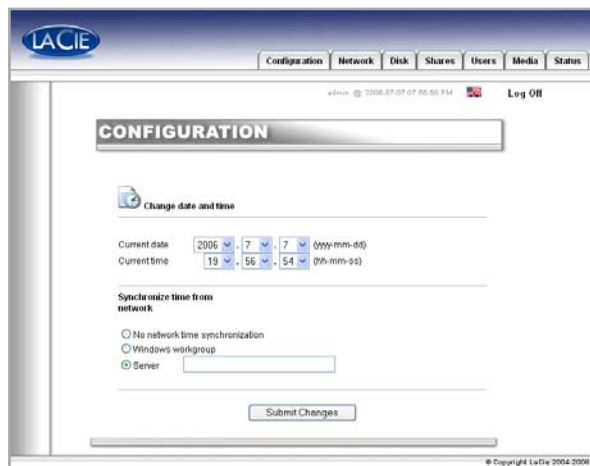 LACIE
Configuration Network Disk Shares Users Media Status
Log Off
CONFIGURATION
Change date and time
Current date 2006 . 7 . 7 (yyyy-mm-dd)
Current time 19 . 56 . 54 (hh-mm-ss)
Synchronize time from
network
No network time synchronization
Windows workgroup
Server
Submit Changes
© Copyright LaCie 2004-2006